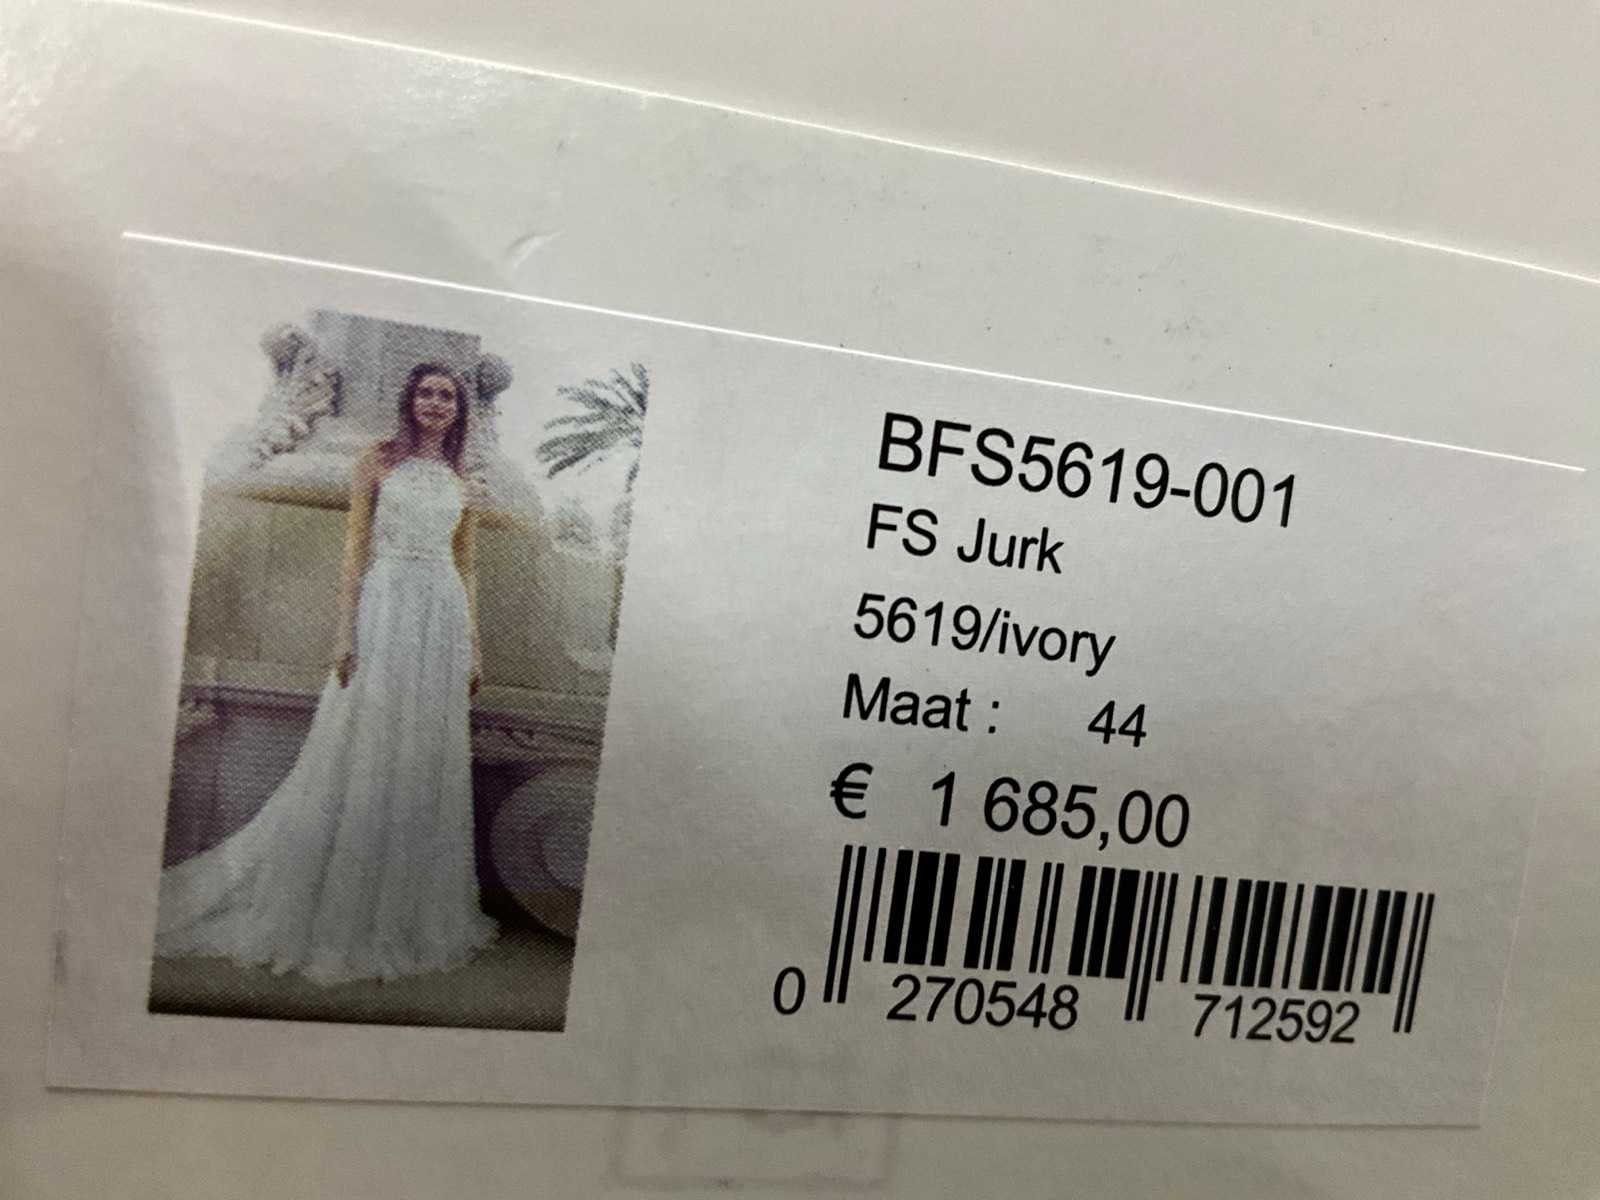 BFS5619-001
FS Jurk
5619/ivory
Maat : 44
€ 1 685,00
0 270548 712592